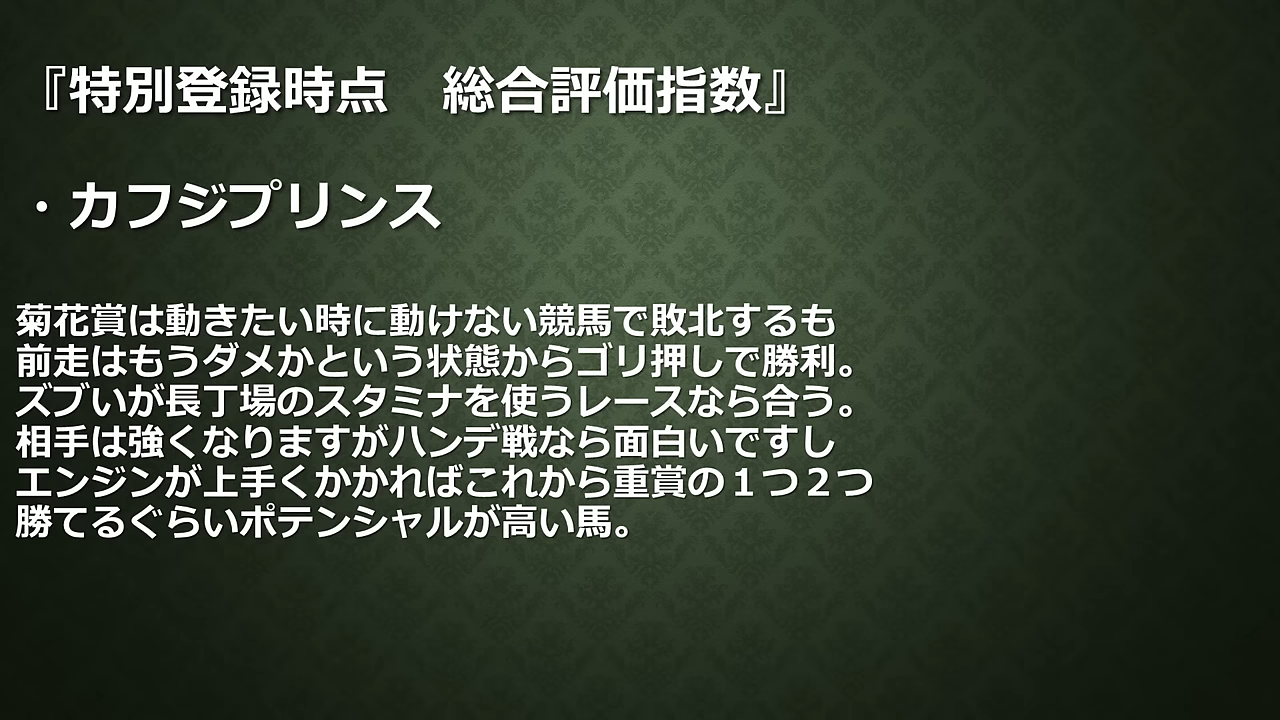 『特別登録時点　総合評価指数』
・カフジプリンス
菊花賞は動きたい時に動けない競馬で敗北するも
前走はもうダメかという状態からゴリ押しで勝利。
ズブいが長丁場のスタミナを使うレースなら合う。
相手は強くなりますがハンデ戦なら面白いですし
エンジンが上手くかかればこれから重賞の１つ２つ
勝てるぐらいポテンシャルが高い馬。